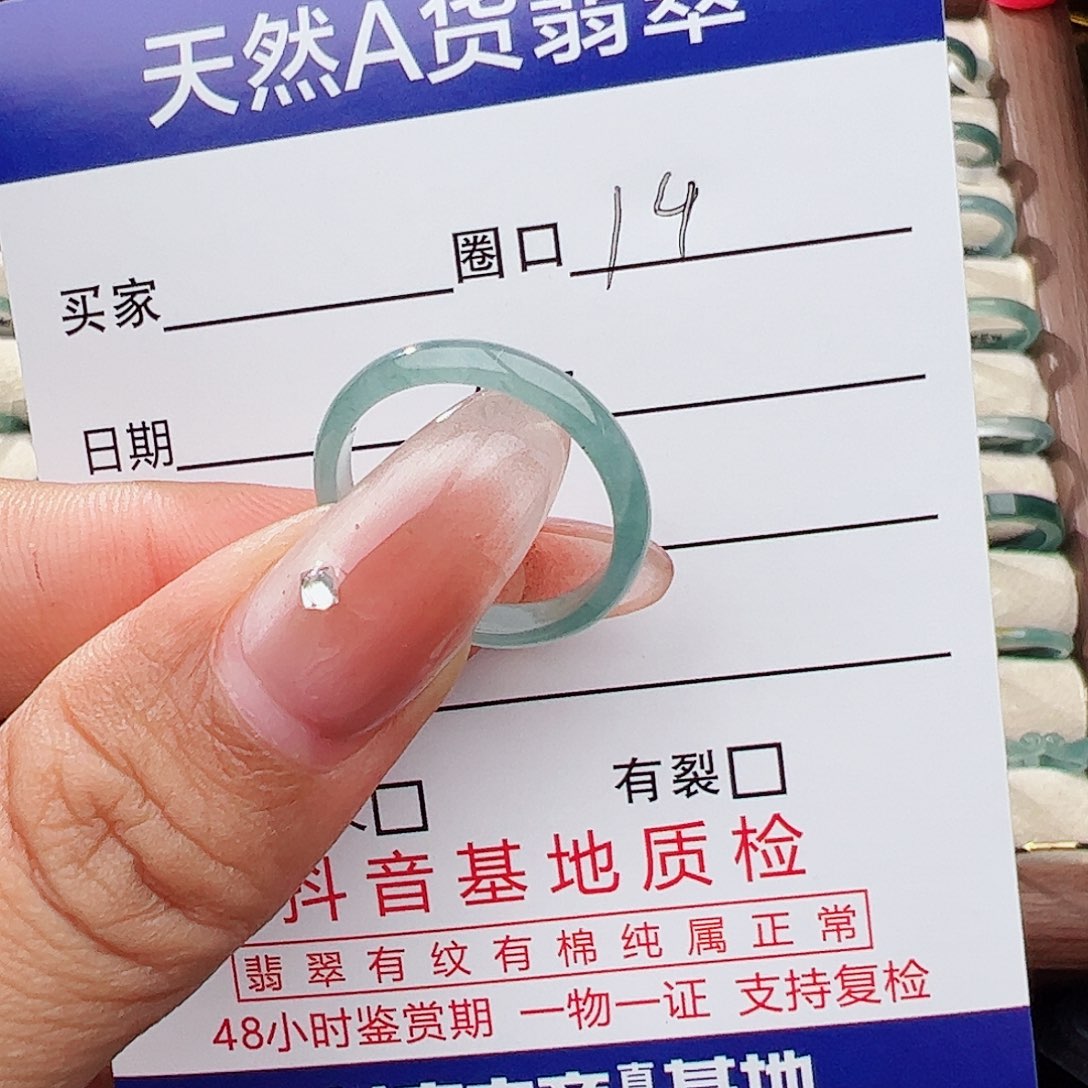 天然A货翡翠
买家 圈口 14
日期
有裂
抖音基地质检
翡翠有纹有棉纯属正常
48小时鉴赏期 一物一证 支持复检
基地